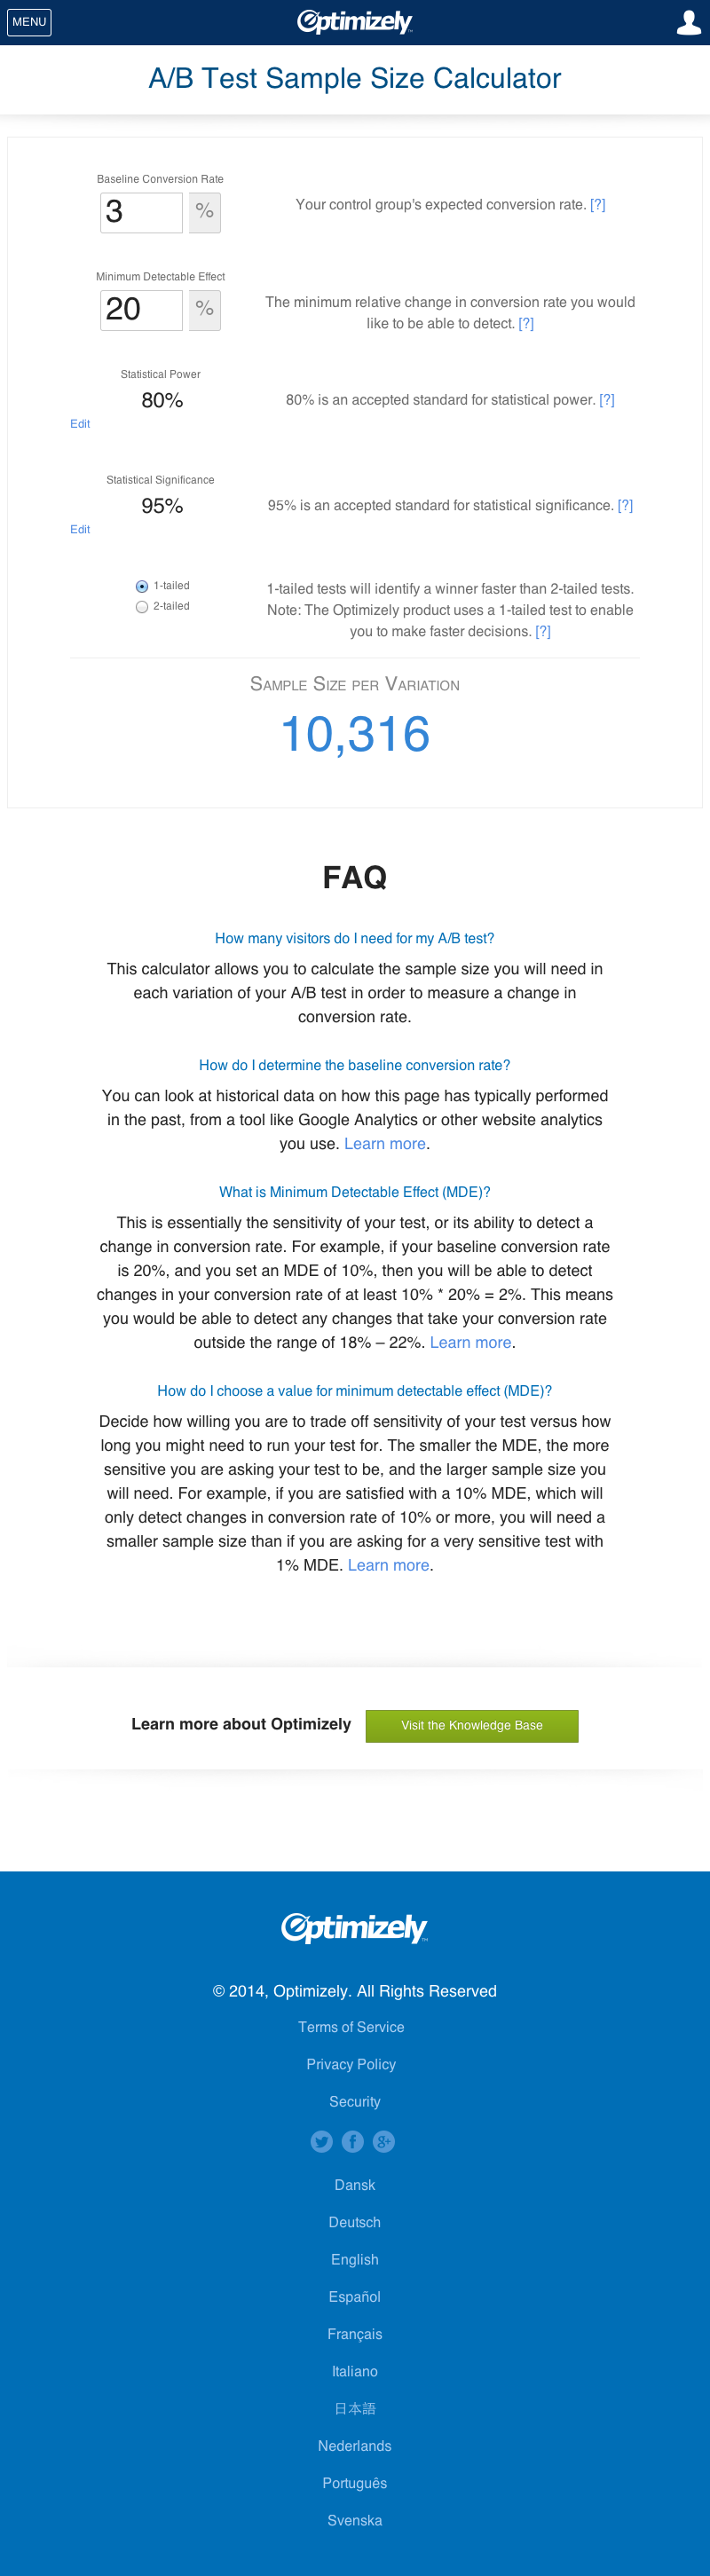 MENU
Optimizely
A/B Test Sample Size Calculator
Baseline Conversion Rate
3 %
Your control group's expected conversion rate. [?]
Minimum Detectable Effect
20 %
The minimum relative change in conversion rate you would
like to be able to detect. [?]
Statistical Power
80%
80% is an accepted standard for statistical power. [?]
Edit
Statistical Significance
95%
95% is an accepted standard for statistical significance. [?]
Edit
1-tailed
2-tailed
1-tailed tests will identify a winner faster than 2-tailed tests.
Note: The Optimizely product uses a 1-tailed test to enable
you to make faster decisions. [?]
Sample Size per Variation
10,316
FAQ
How many visitors do I need for my A/B test?
This calculator allows you to calculate the sample size you will need in
each variation of your A/B test in order to measure a change in
conversion rate.
How do I determine the baseline conversion rate?
You can look at historical data on how this page has typically performed
in the past, from a tool like Google Analytics or other website analytics
you use. Learn more.
What is Minimum Detectable Effect (MDE)?
This is essentially the sensitivity of your test, or its ability to detect a
change in conversion rate. For example, if your baseline conversion rate
is 20%, and you set an MDE of 10%, then you will be able to detect
changes in your conversion rate of at least 10% * 20% = 2%. This means
you would be able to detect any changes that take your conversion rate
outside the range of 18% – 22%. Learn more.
How do I choose a value for minimum detectable effect (MDE)?
Decide how willing you are to trade off sensitivity of your test versus how
long you might need to run your test for. The smaller the MDE, the more
sensitive you are asking your test to be, and the larger sample size you
will need. For example, if you are satisfied with a 10% MDE, which will
only detect changes in conversion rate of 10% or more, you will need a
smaller sample size than if you are asking for a very sensitive test with
1% MDE. Learn more.
Learn more about Optimizely
Visit the Knowledge Base
Optimizely
© 2014, Optimizely. All Rights Reserved
Terms of Service
Privacy Policy
Security
Dansk
Deutsch
English
Español
Français
Italiano
日本語
Nederlands
Português
Svenska